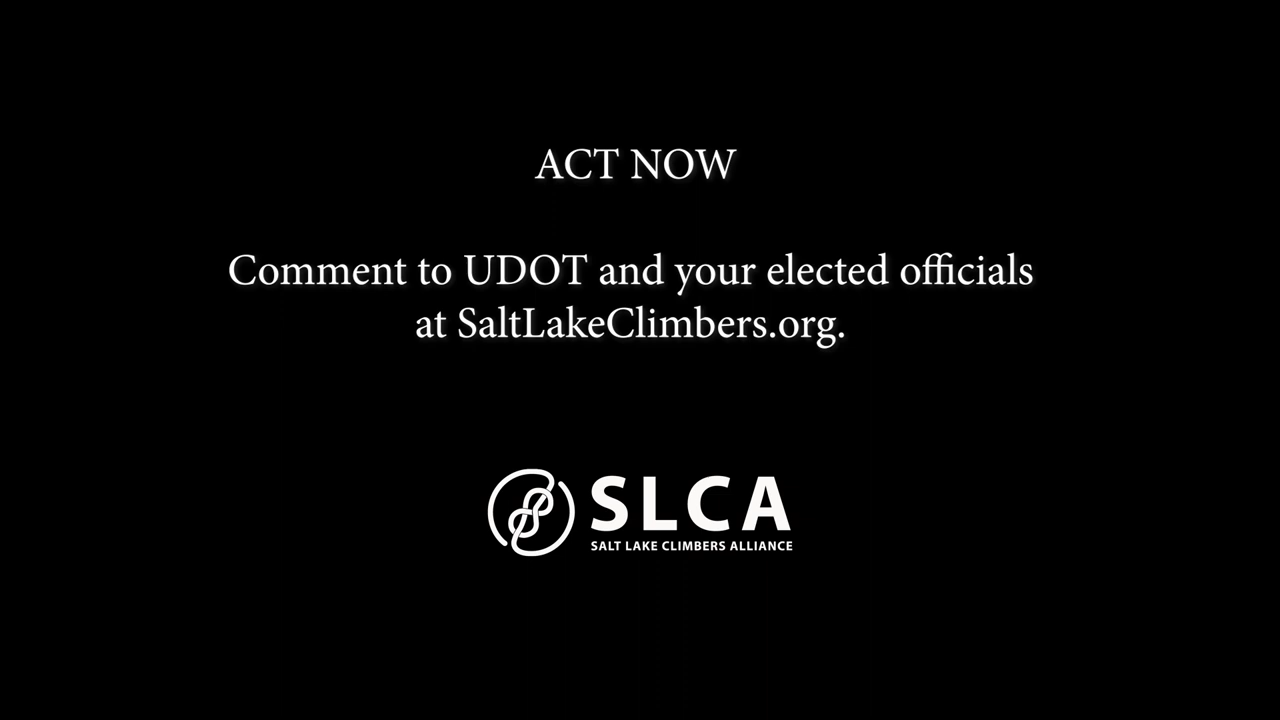 ACT NOW
Comment to UDOT and your elected officials
at SaltLakeClimbers.org.
SLCA
SALT LAKE CLIMBERS ALLIANCE